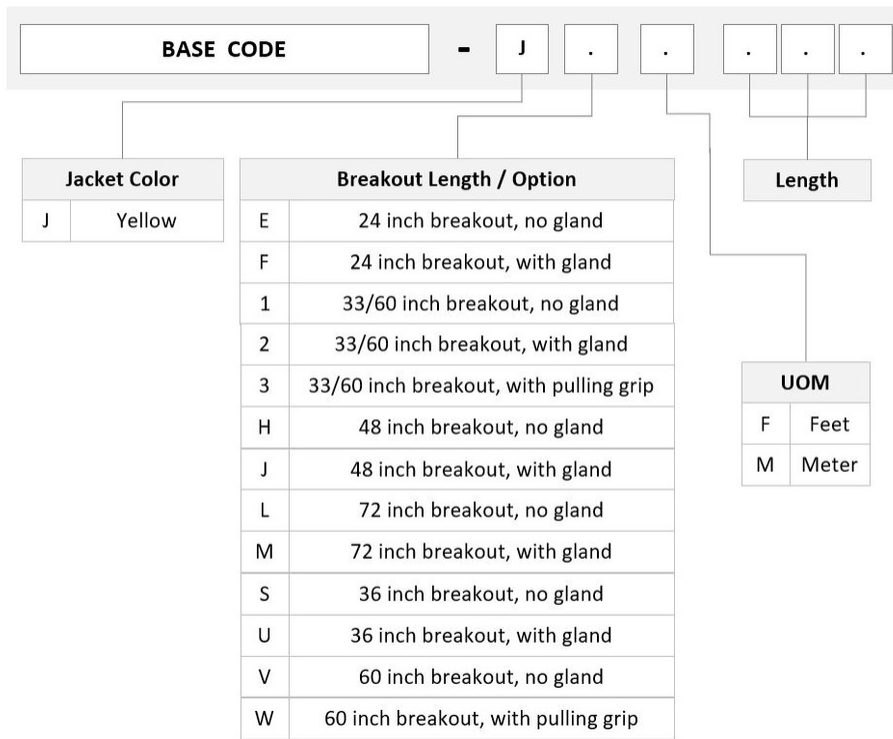 BASE CODE - J . . . . .
Jacket Color
J Yellow
Breakout Length / Option
E 24 inch breakout, no gland
F 24 inch breakout, with gland
1 33/60 inch breakout, no gland
2 33/60 inch breakout, with gland
3 33/60 inch breakout, with pulling grip
H 48 inch breakout, no gland
J 48 inch breakout, with gland
L 72 inch breakout, no gland
M 72 inch breakout, with gland
S 36 inch breakout, no gland
U 36 inch breakout, with gland
V 60 inch breakout, no gland
W 60 inch breakout, with pulling grip
Length
UOM
F Feet
M Meter